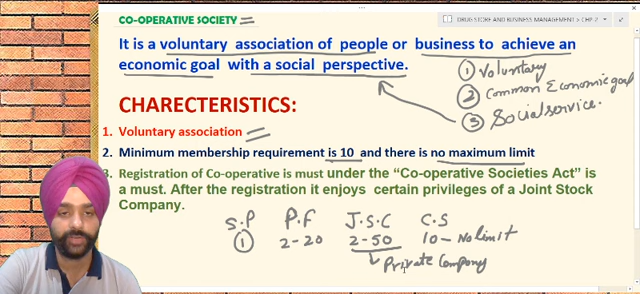 CO-OPERATIVE SOCIETY
DRUG STORE AND BUSINESS MANAGEMENT > CHP-2
It is a voluntary association of people or business to achieve an
economic goal with a social perspective.
① Voluntary
② Common Economic goal
③ Social service.
CHARECTERISTICS:
1. Voluntary association
2. Minimum membership requirement is 10 and there is no maximum limit
3. Registration of Co-operative is must under the “Co-operative Societies Act” is
a must. After the registration it enjoys certain privileges of a Joint Stock
Company.
S.P P.F J.S.C C.S
① 2-20 2-50 10-No limit
Private Company